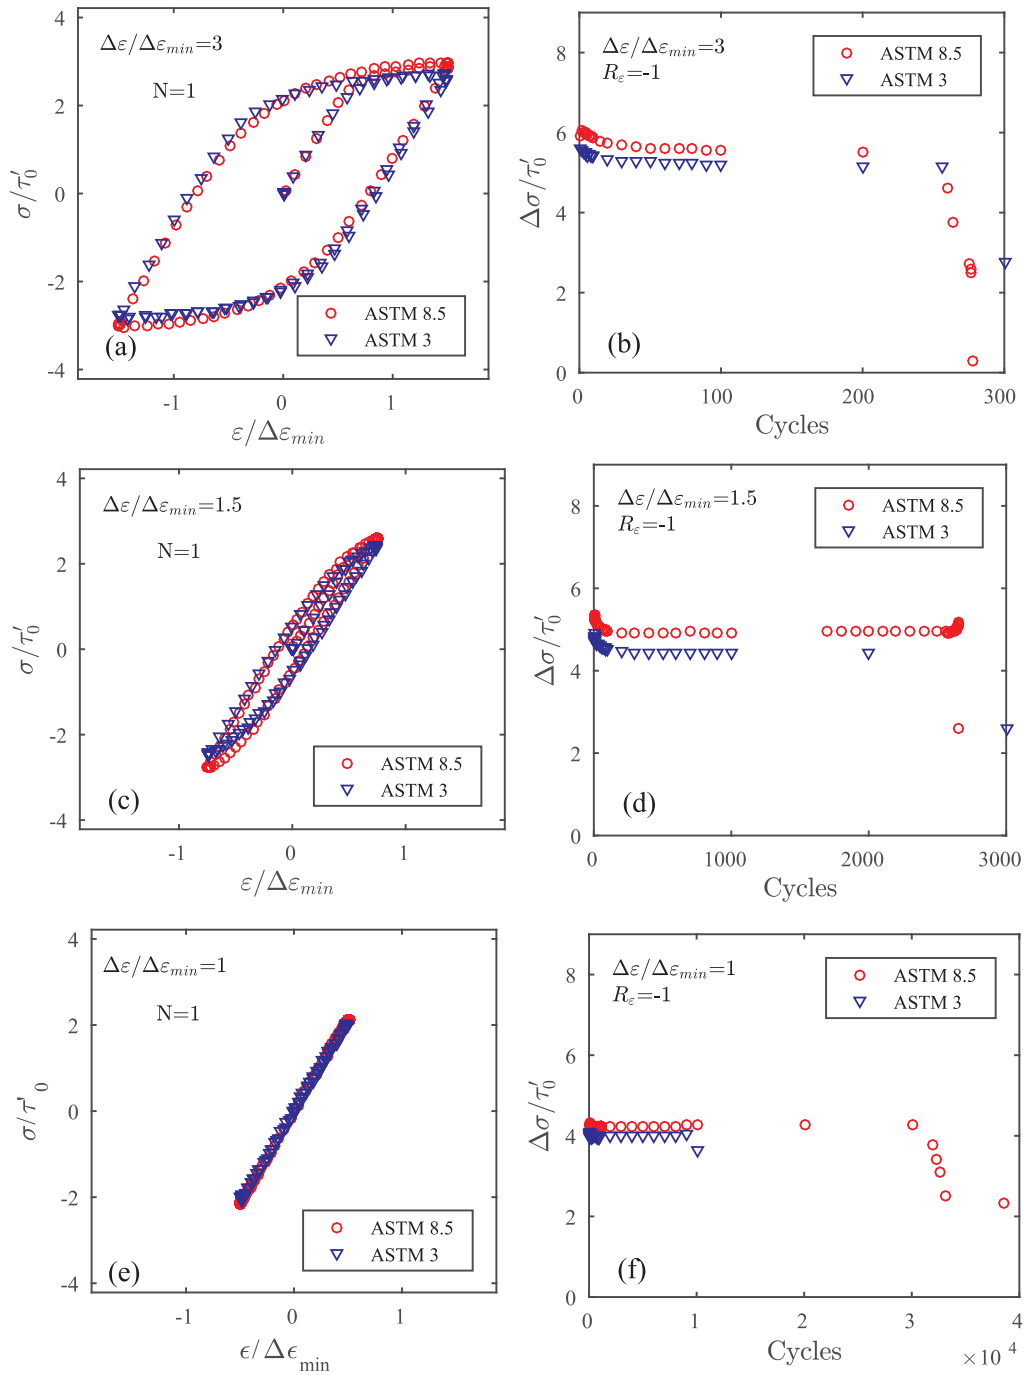 4
Δε/Δε_min=3
N=1
2
0
-2
-4
σ/τ′_0
ASTM 8.5
ASTM 3
(a)
-1
0
1
ε/Δε_min
8
Δε/Δε_min=3
R_ε=-1
ASTM 8.5
ASTM 3
6
4
2
0
Δσ/τ′_0
(b)
0
100
200
300
Cycles
4
Δε/Δε_min=1.5
N=1
2
0
-2
-4
σ/τ′_0
ASTM 8.5
ASTM 3
(c)
-1
0
1
ε/Δε_min
8
Δε/Δε_min=1.5
R_ε=-1
ASTM 8.5
ASTM 3
6
4
2
0
Δσ/τ′_0
(d)
0
1000
2000
3000
Cycles
4
Δε/Δε_min=1
N=1
2
0
-2
-4
σ/τ'_0
ASTM 8.5
ASTM 3
(e)
-1
0
1
ϵ/Δϵ_min
8
Δε/Δε_min=1
R_ε=-1
ASTM 8.5
ASTM 3
6
4
2
0
Δσ/τ′_0
(f)
0
1
2
3
4
Cycles
×10^4